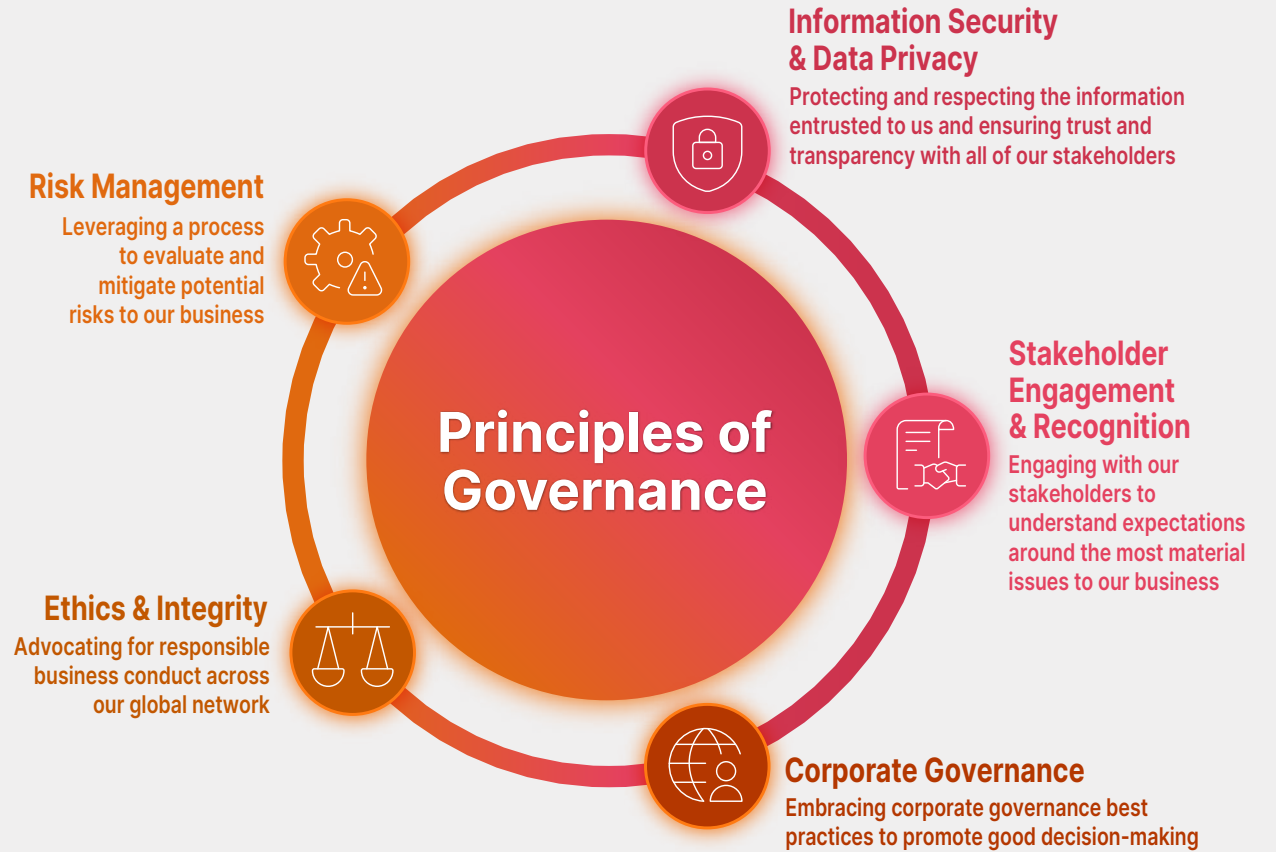 Information Security
& Data Privacy
Protecting and respecting the information
entrusted to us and ensuring trust and
transparency with all of our stakeholders
Risk Management
Leveraging a process
to evaluate and
mitigate potential
risks to our business
Stakeholder
Engagement
& Recognition
Engaging with our
stakeholders to
understand expectations
around the most material
issues to our business
Principles of
Governance
Ethics & Integrity
Advocating for responsible
business conduct across
our global network
Corporate Governance
Embracing corporate governance best
practices to promote good decision-making